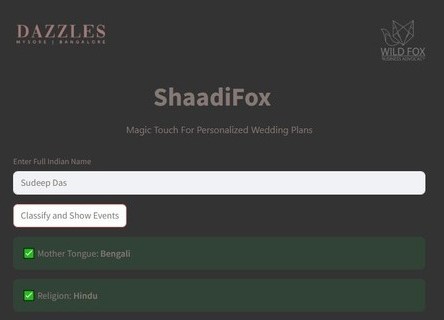 DAZZLES
MYSORE | BANGALORE
WILD FOX
BUSINESS ADVOCACY
ShaadiFox
Magic Touch For Personalized Wedding Plans
Enter Full Indian Name
Sudeep Das
Classify and Show Events
✅ Mother Tongue: Bengali
✅ Religion: Hindu